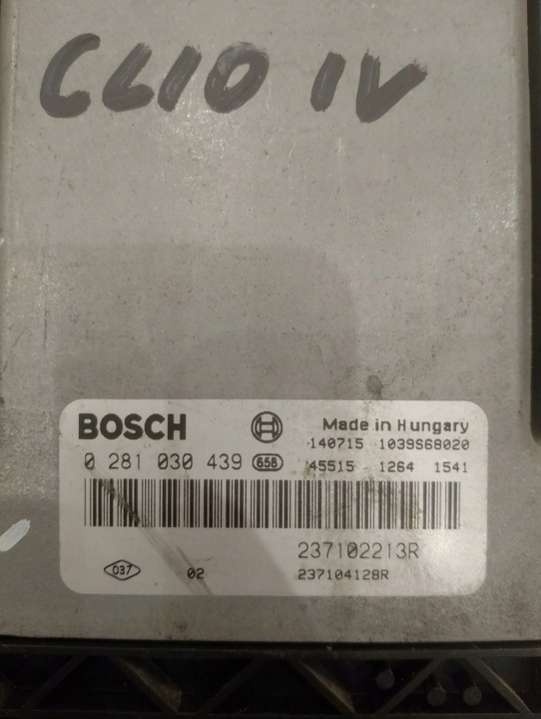 CLIO IV
BOSCH
Made in Hungary
140715 1039S68020
0 281 030 439 658
45515 1264 1541
237102213R
037 02
237104128R